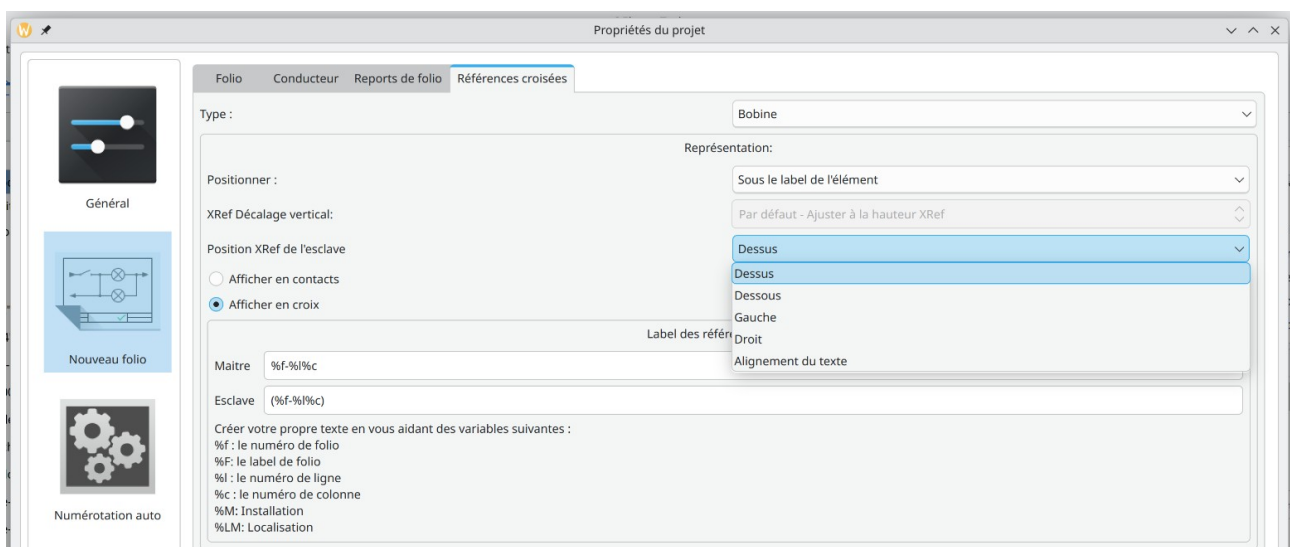 Propriétés du projet
Folio Conducteur Reports de folio Références croisées
Type : Bobine
Représentation:
Positionner : Sous le label de l'élément
Général
XRef Décalage vertical: Par défaut - Ajuster à la hauteur XRef
Position XRef de l'esclave Dessus
Dessus
Afficher en contacts
Dessous
Afficher en croix
Gauche
Label des
Droit
Nouveau folio
Alignement du texte
Maitre %f-%l%c
Esclave (%f-%l%c)
Créer votre propre texte en vous aidant des variables suivantes :
%f : le numéro de folio
%F: le label de folio
%l : le numéro de ligne
%c : le numéro de colonne
%M: Installation
Numérotation auto
%LM: Localisation